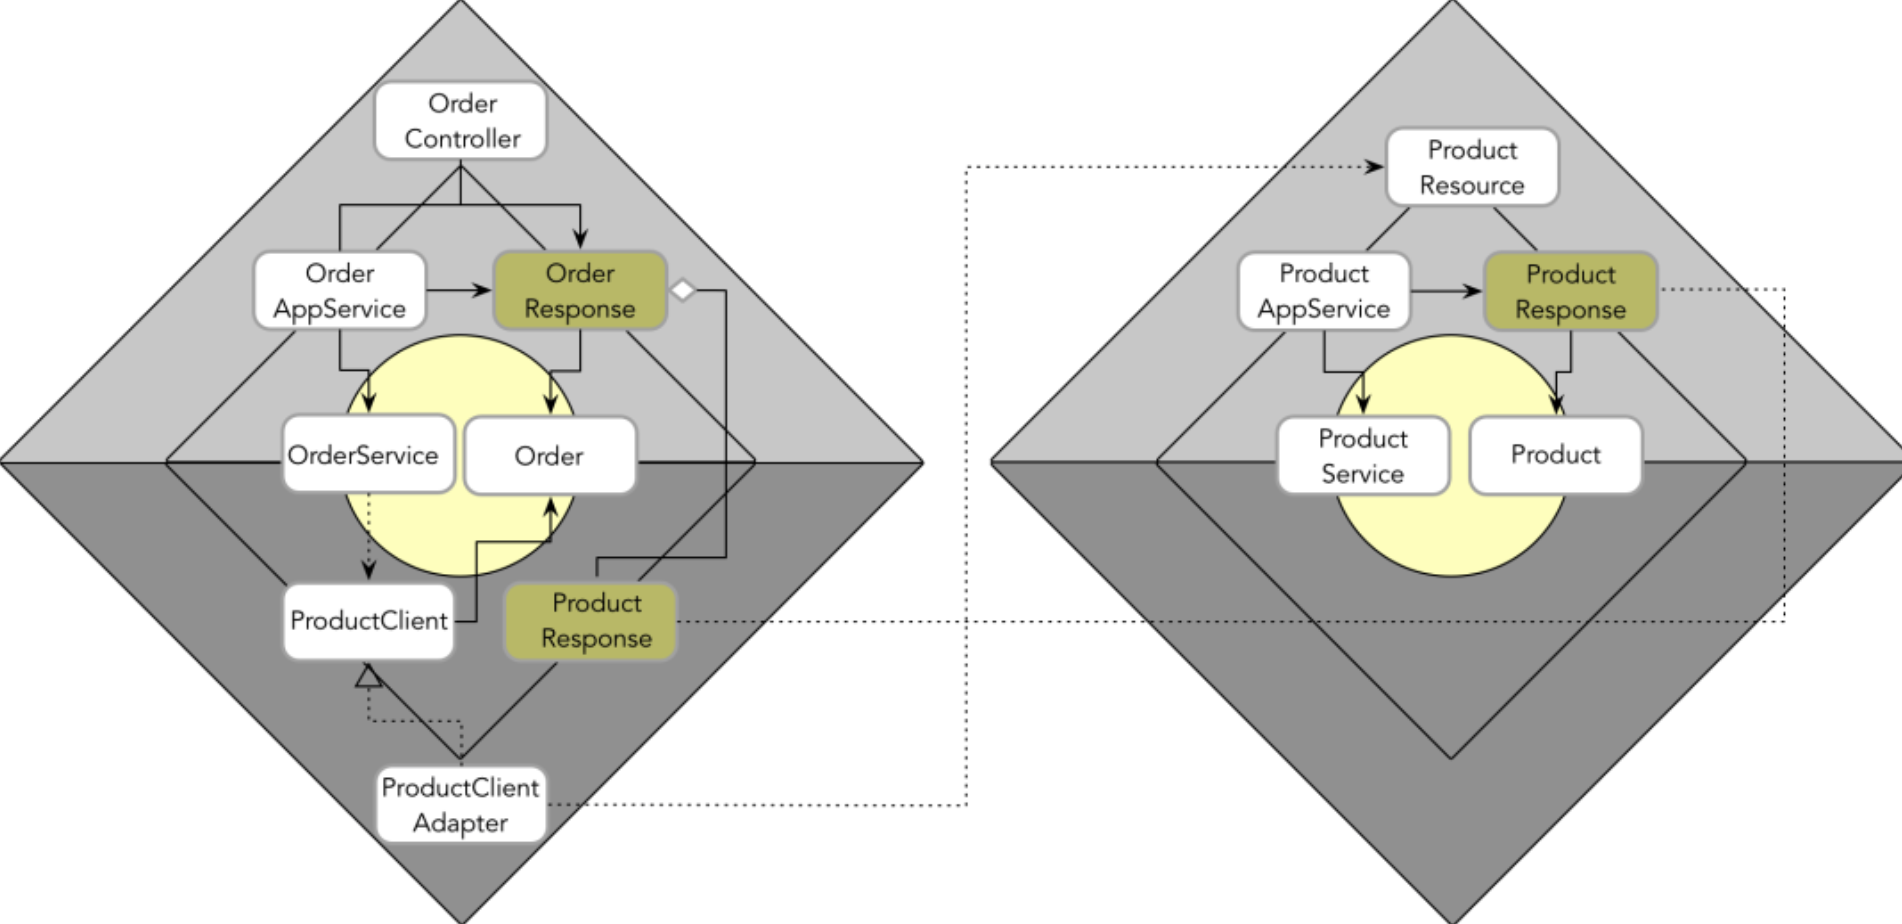 Order
Controller
Order
AppService
Order
Response
OrderService
Order
ProductClient
Product
Response
ProductClient
Adapter
Product
Resource
Product
AppService
Product
Response
Product
Service
Product